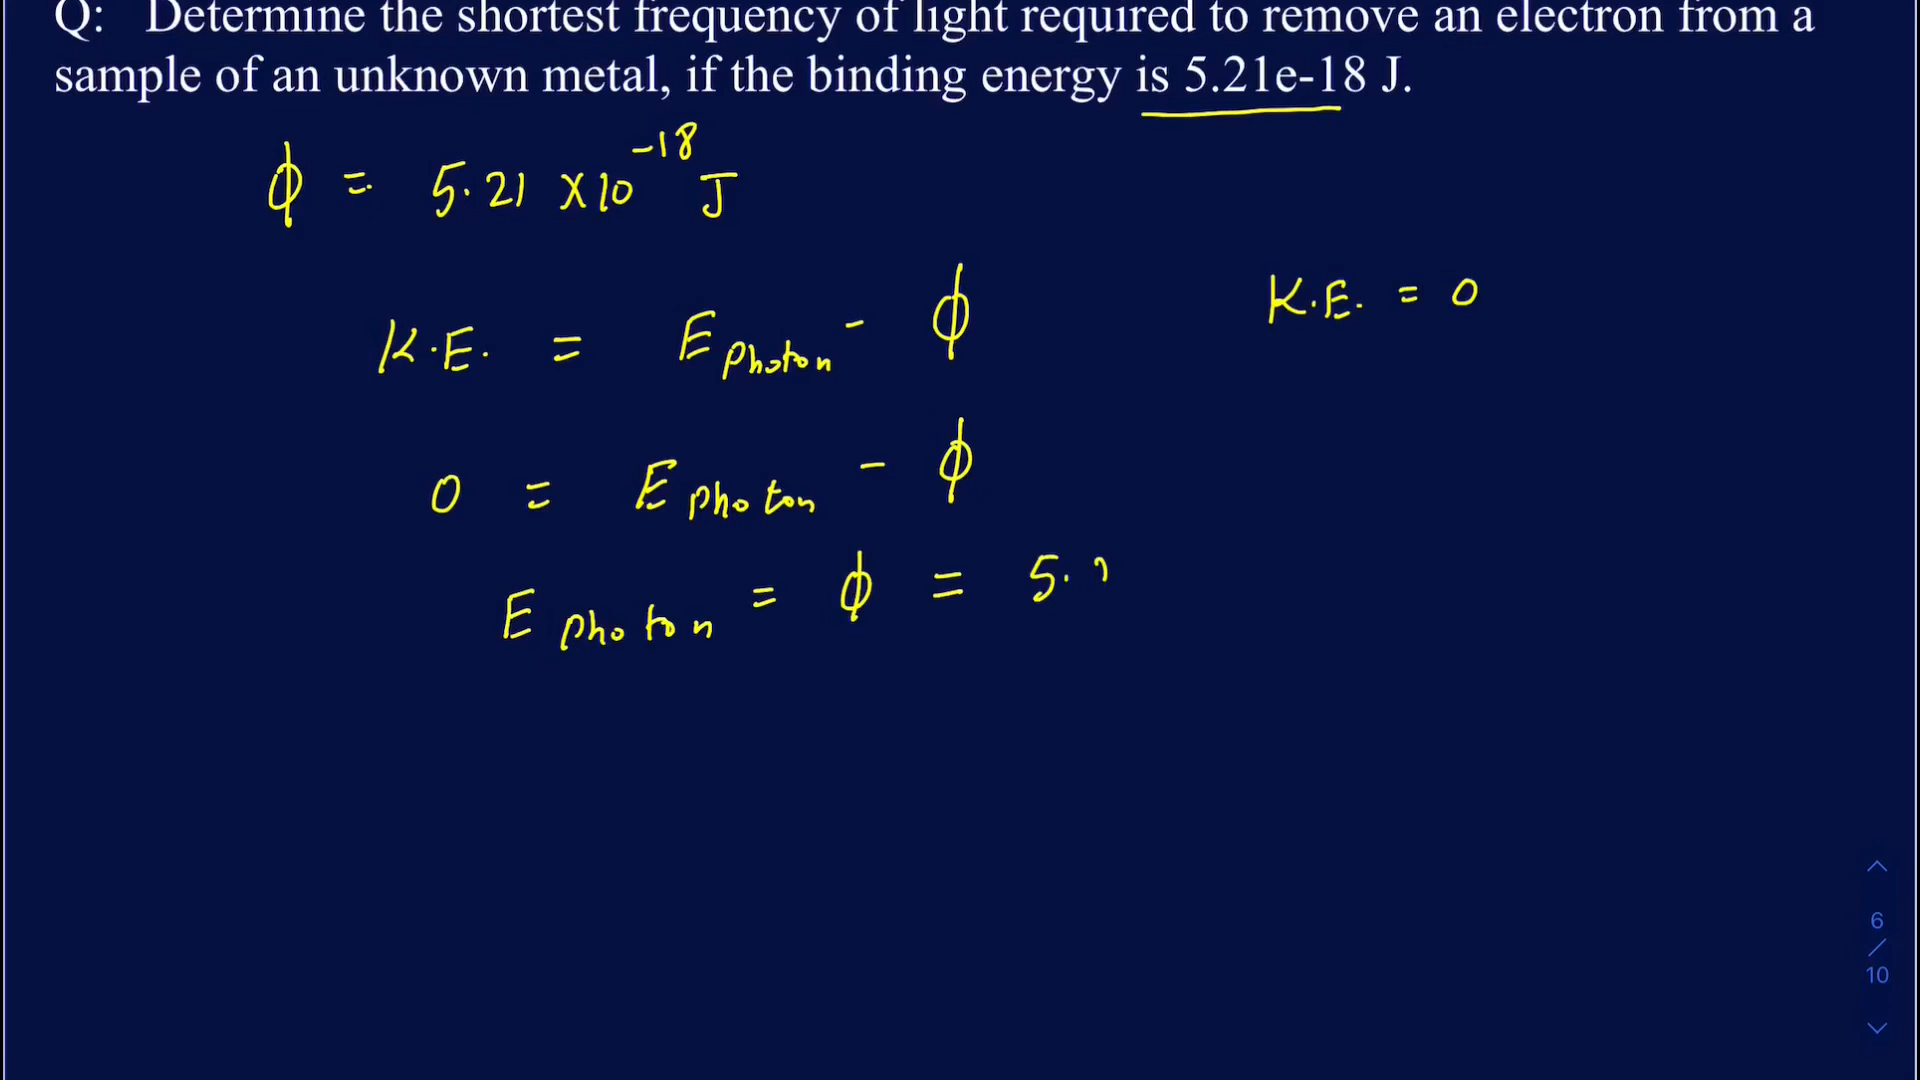 Q: Determine the shortest frequency of light required to remove an electron from a
sample of an unknown metal, if the binding energy is 5.21e-18 J.
ϕ = 5.21 x10⁻¹⁸ J
K.E. = E photon - ϕ
K.E. = 0
0 = E photon - ϕ
E photon = ϕ = 5.
6
/
10